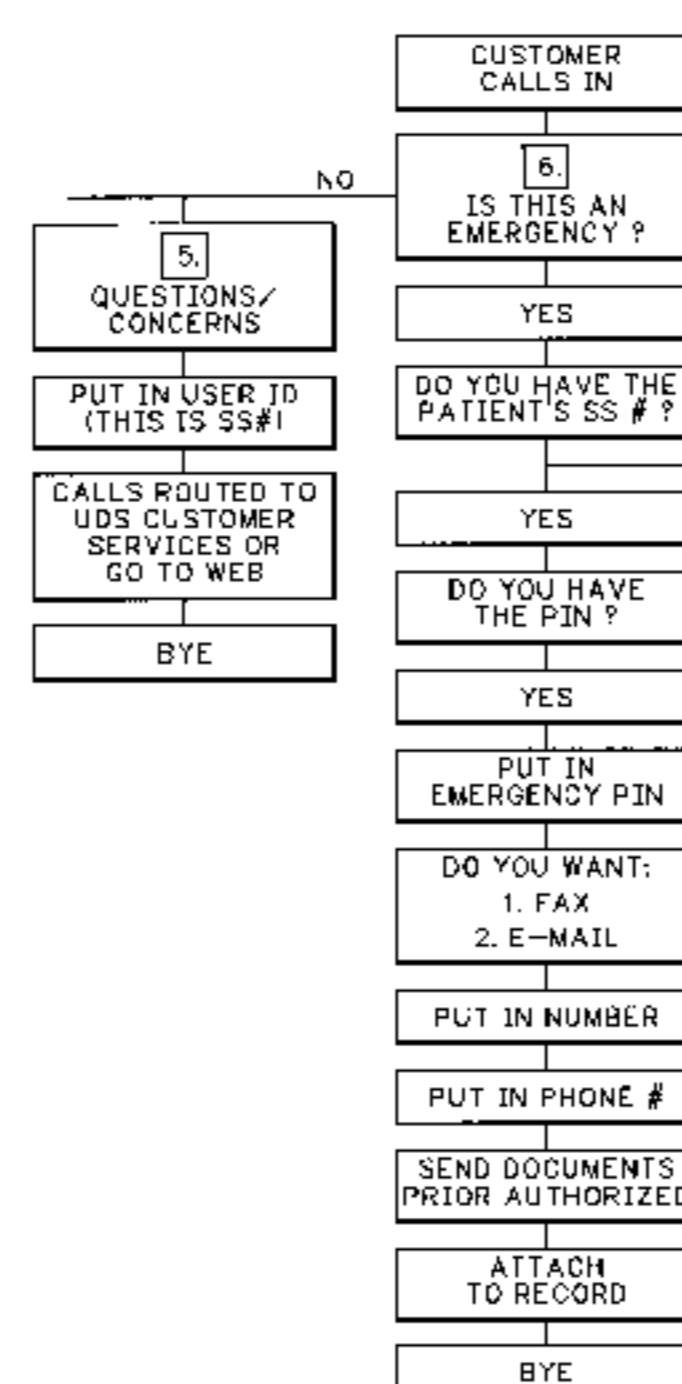 CUSTOMER
CALLS IN
6.
IS THIS AN
EMERGENCY ?
NO
5.
QUESTIONS/
CONCERNS
PUT IN USER ID
(THIS IS SS#)
CALLS ROUTED TO
UDS CUSTOMER
SERVICES OR
GO TO WEB
BYE
YES
DO YOU HAVE THE
PATIENT'S SS # ?
YES
DO YOU HAVE
THE PIN ?
YES
PUT IN
EMERGENCY PIN
DO YOU WANT:
1. FAX
2. E-MAIL
PUT IN NUMBER
PUT IN PHONE #
SEND DOCUMENTS
PRIOR AUTHORIZED
ATTACH
TO RECORD
BYE